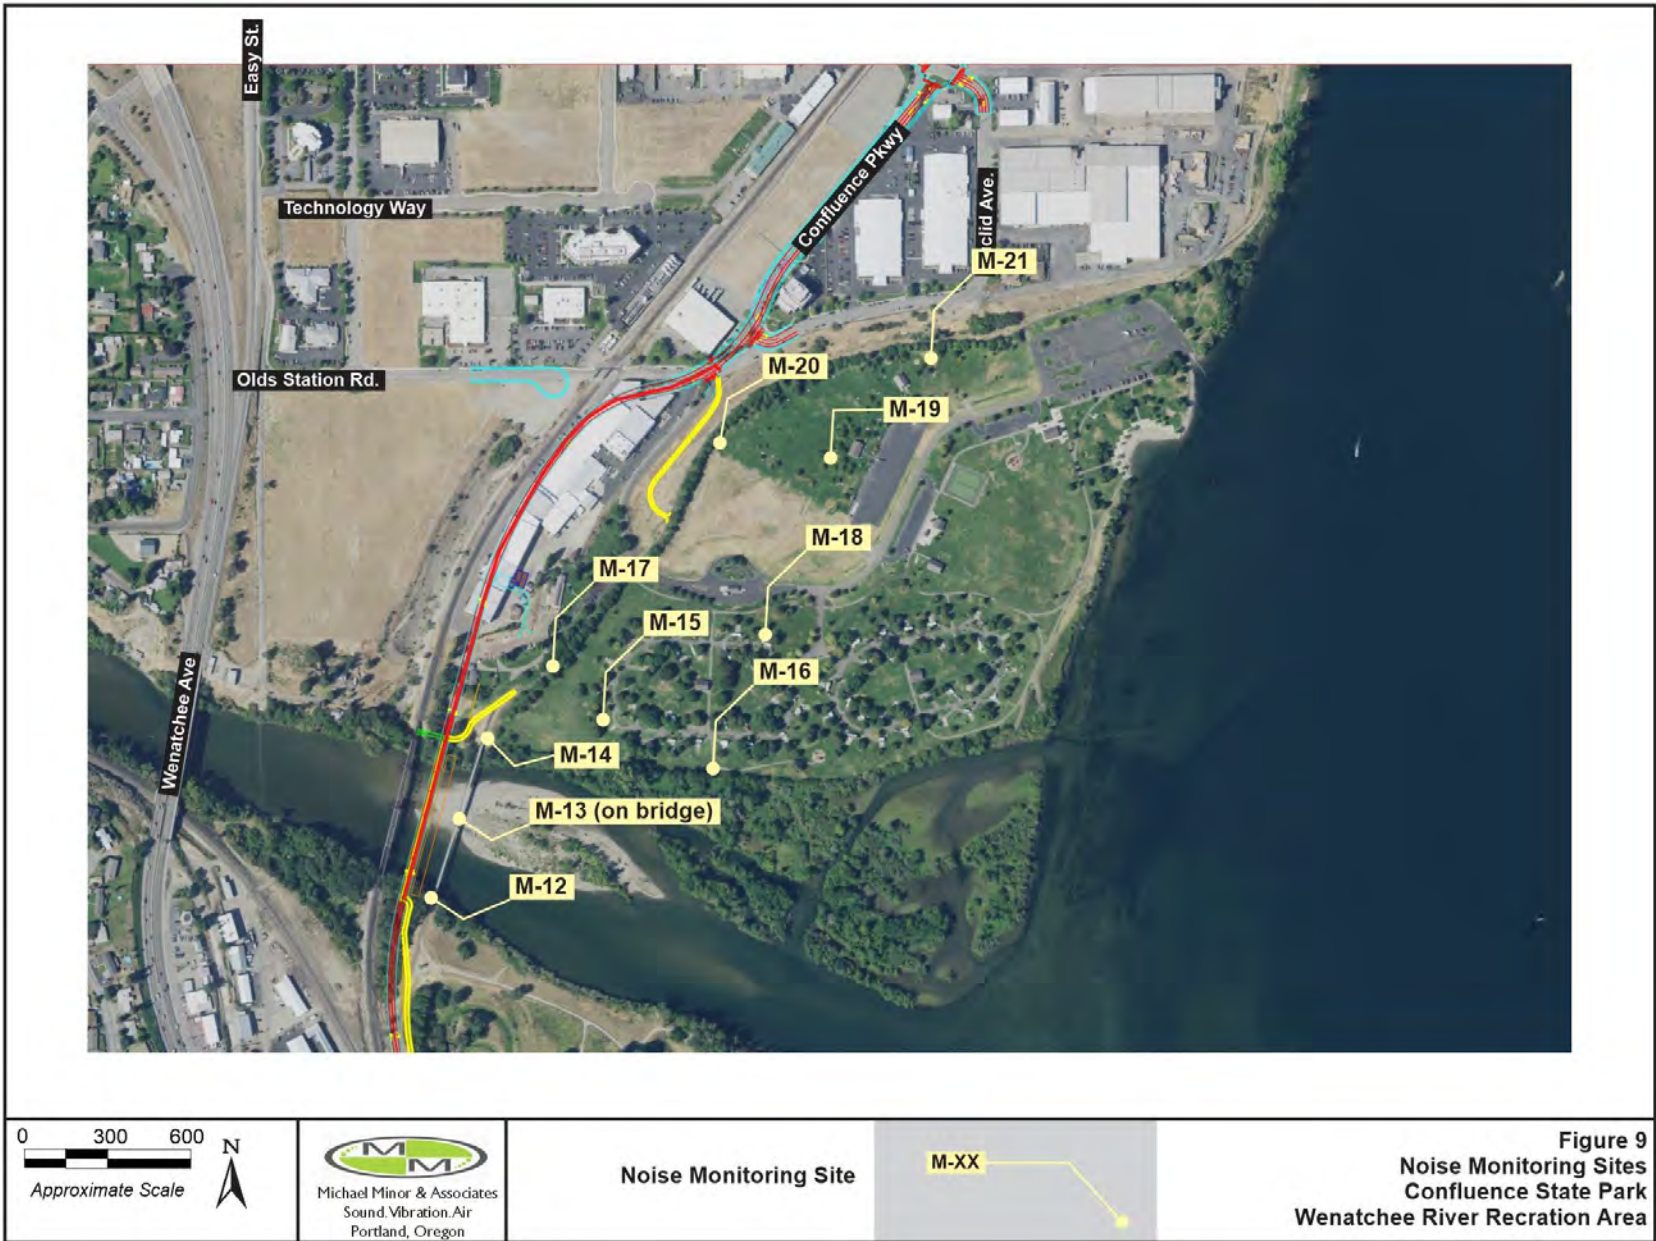 Easy St.
Confluence Pkwy
Technology Way
clid Ave.
M-21
M-20
Olds Station Rd.
M-19
M-18
M-17
M-15
M-16
Wenatchee Ave
M-14
M-13 (on bridge)
M-12
0 300 600
N
Approximate Scale
M M
Michael Minor & Associates
Sound.Vibration.Air
Portland, Oregon
Noise Monitoring Site
M-XX
Figure 9
Noise Monitoring Sites
Confluence State Park
Wenatchee River Recration Area